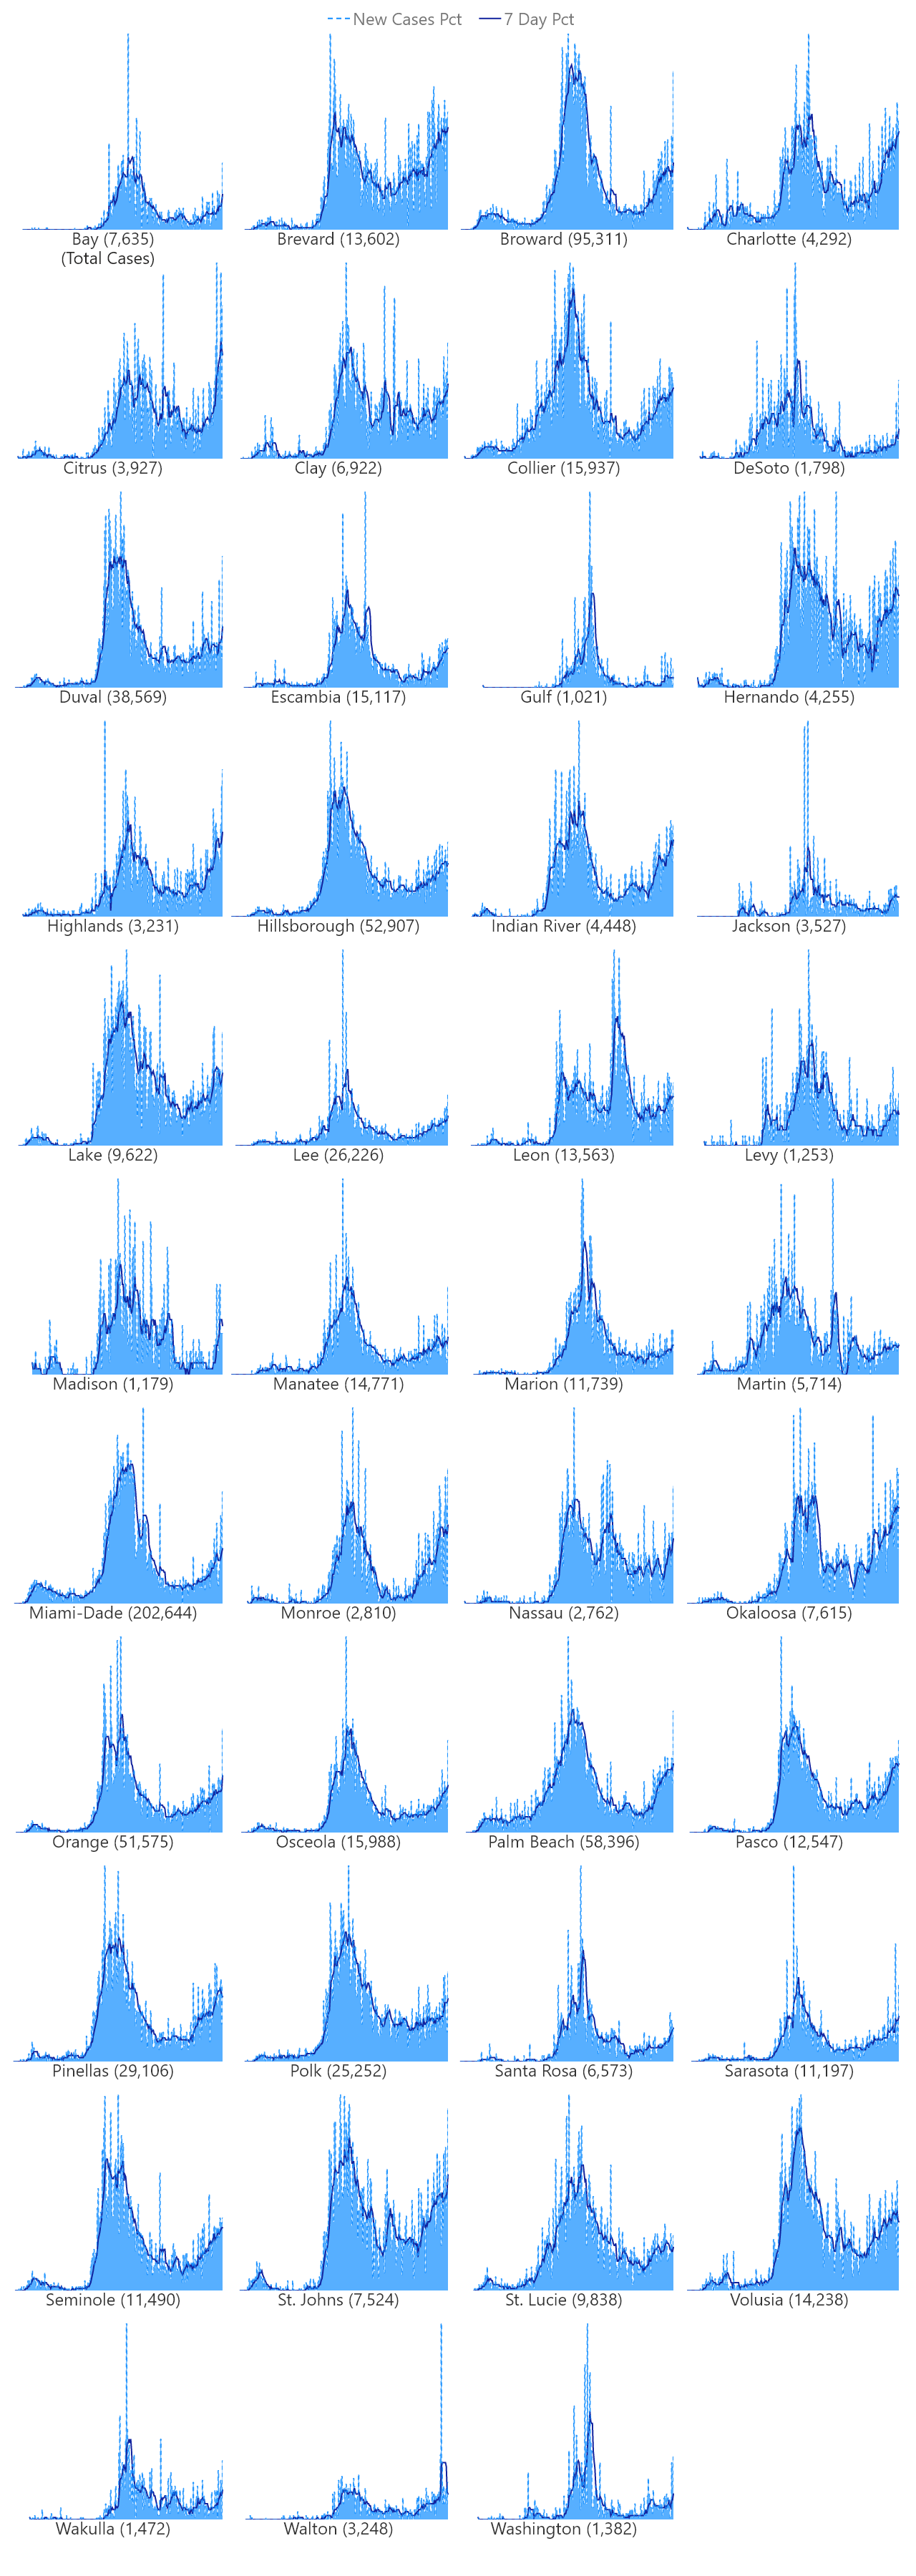 New Cases Pct 7 Day Pct
Bay (7,635) Brevard (13,602) Broward (95,311) Charlotte (4,292)
(Total Cases)
Citrus (3,927) Clay (6,922) Collier (15,937) DeSoto (1,798)
Duval (38,569) Escambia (15,117) Gulf (1,021) Hernando (4,255)
Highlands (3,231) Hillsborough (52,907) Indian River (4,448) Jackson (3,527)
Lake (9,622) Lee (26,226) Leon (13,563) Levy (1,253)
Madison (1,179) Manatee (14,771) Marion (11,739) Martin (5,714)
Miami-Dade (202,644) Monroe (2,810) Nassau (2,762) Okaloosa (7,615)
Orange (51,575) Osceola (15,988) Palm Beach (58,396) Pasco (12,547)
Pinellas (29,106) Polk (25,252) Santa Rosa (6,573) Sarasota (11,197)
Seminole (11,490) St. Johns (7,524) St. Lucie (9,838) Volusia (14,238)
Wakulla (1,472) Walton (3,248) Washington (1,382)